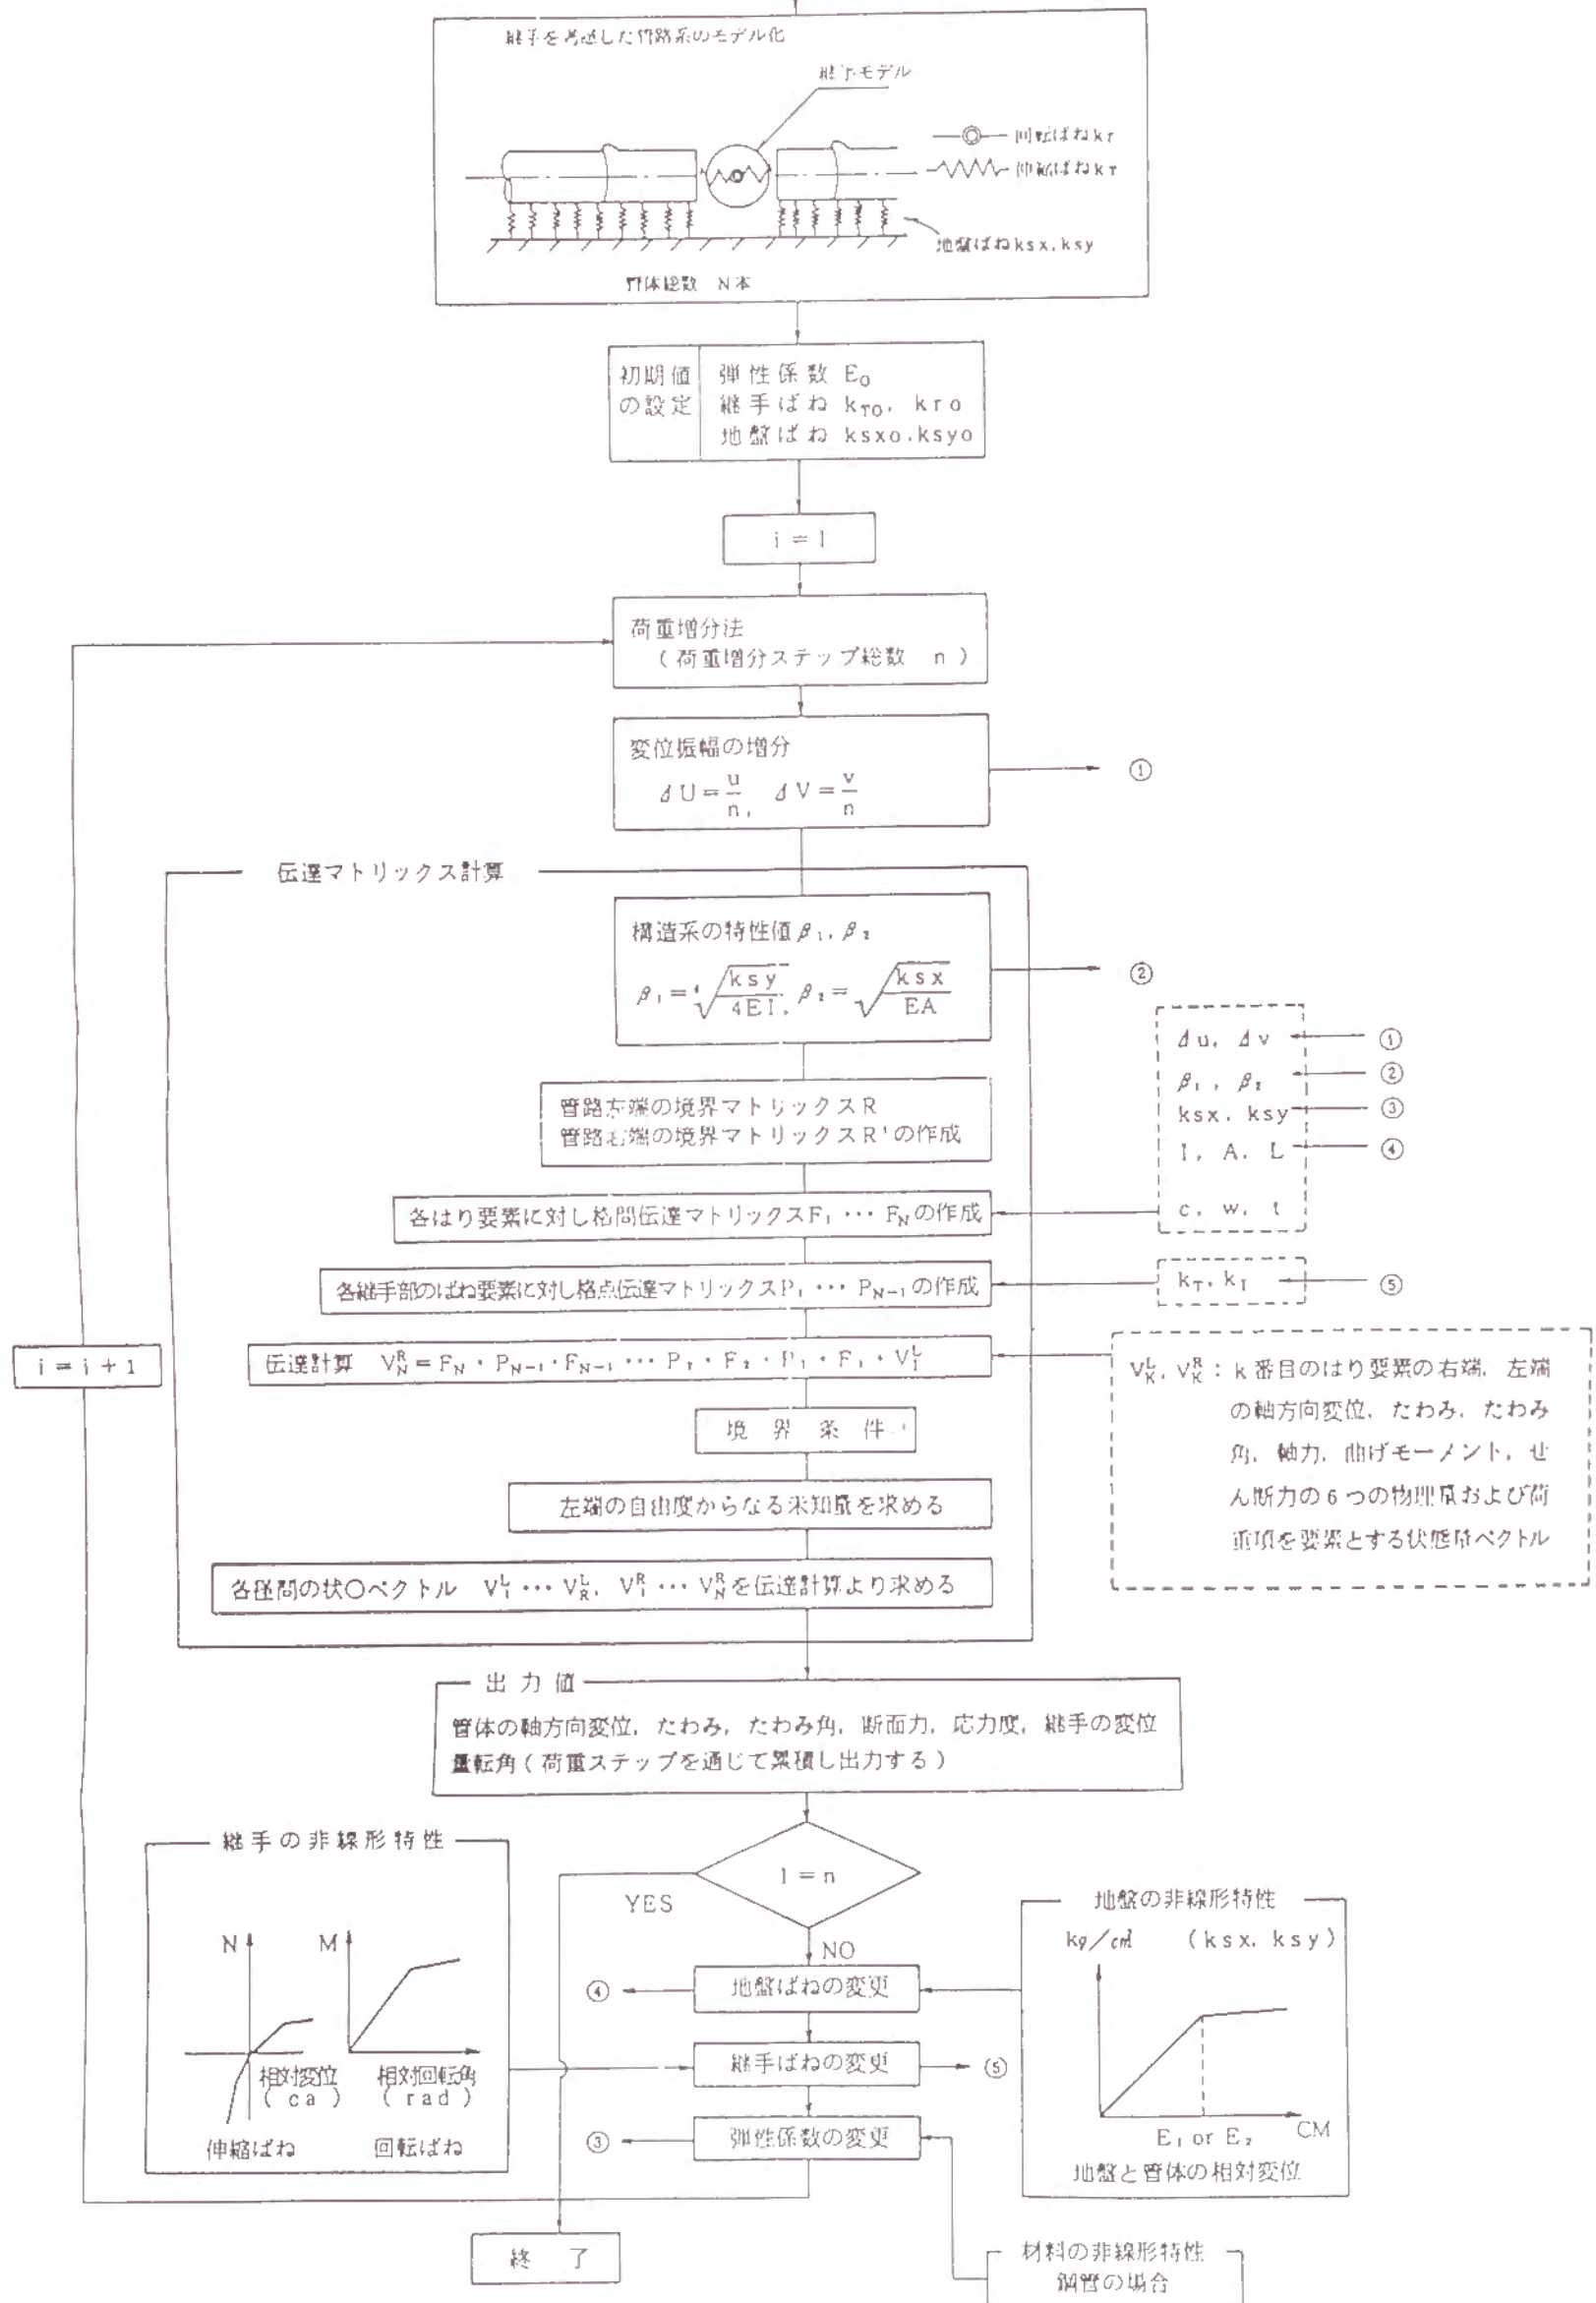 継手を考慮した管路系のモデル化
継手モデル
回転ばねkr
伸縮ばねkT
地盤ばねksx.ksy
管体総数 N本
初期値の設定
弾性係数 E₀
継手ばね kT₀, kro
地盤ばね ksxo.ksyo
i = 1
荷重増分法
(荷重増分ステップ総数 n)
変位振幅の増分
ΔU = u/n, ΔV = v/n
①
伝達マトリックス計算
構造系の特性値β₁, β₂
β₁ = ⁴√(ksy/4EI), β₂ = √(ksx/EA)
②
管路左端の境界マトリックスR
管路右端の境界マトリックスR'の作成
各はり要素に対し格間伝達マトリックスF₁ … F_Nの作成
各継手部のばね要素に対し格点伝達マトリックスP₁ … P_N-1の作成
伝達計算 V_N^R = F_N・P_N-1・F_N-1 … P₂・F₂・P₁・F₁・V₁^L
境界条件
左端の自由度からなる未知量を求める
各径間の状〇ベクトル V₁^L … V_R^L, V₁^R … V_N^Rを伝達計算より求める
Δu, Δv ①
β₁, β₂ ②
ksx. ksy ③
I, A, L ④
c, w, t
k_T, k_I ⑤
V_K^L, V_K^R : k番目のはり要素の右端, 左端
の軸方向変位, たわみ, たわみ
角, 軸力, 曲げモーメント, せ
ん断力の6つの物理量および荷
重項を要素とする状態量ベクトル
i = i + 1
出力値
管体の軸方向変位, たわみ, たわみ角, 断面力, 応力度, 継手の変位
量転角(荷重ステップを通じて累積し出力する)
1 = n
YES
NO
継手の非線形特性
N
M
相対変位
(ca)
相対回転角
(rad)
伸縮ばね
回転ばね
④ 地盤ばねの変更
継手ばねの変更 ⑤
③ 弾性係数の変更
地盤の非線形特性
kg/c㎡ (ksx. ksy)
CM
E₁ or E₂
地盤と管体の相対変位
終了
材料の非線形特性
鋼管の場合